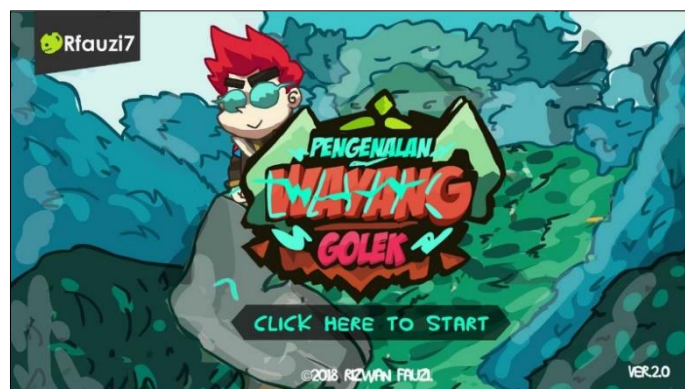 Rfauzi7
PENGENALAN
WAYANG
GOLEK
CLICK HERE TO START
©2018 RIZWAN FAUZI.
VER.2.0